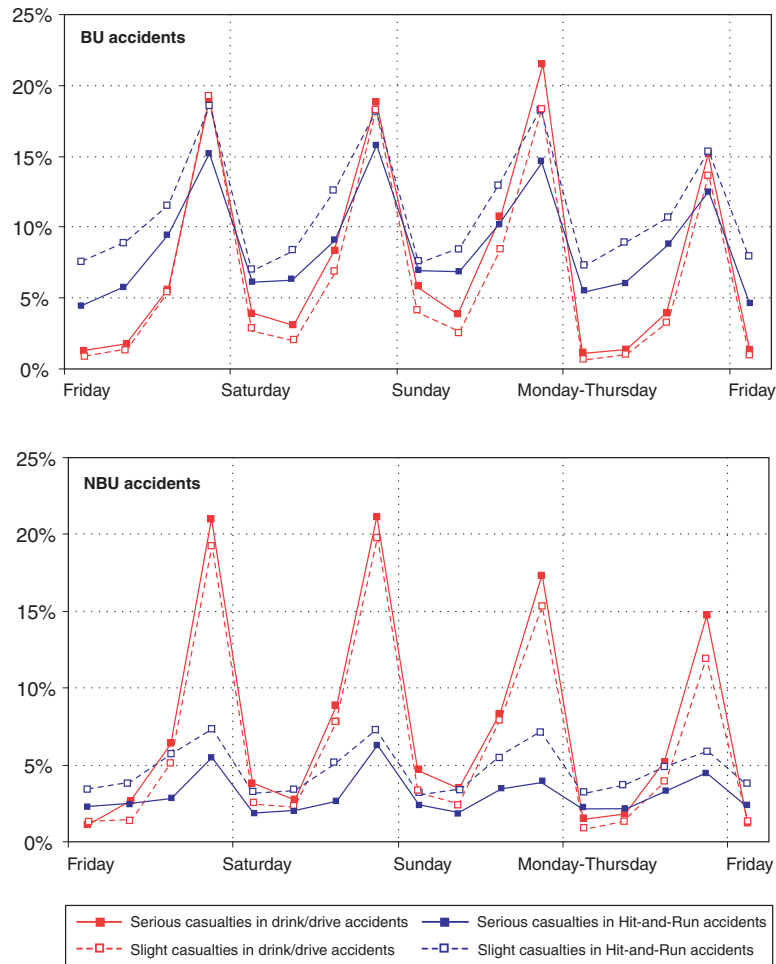 25%
BU accidents
20%
15%
10%
5%
0%
Friday Saturday Sunday Monday-Thursday Friday
25%
NBU accidents
20%
15%
10%
5%
0%
Friday Saturday Sunday Monday-Thursday Friday
Serious casualties in drink/drive accidents Serious casualties in Hit-and-Run accidents
Slight casualties in drink/drive accidents Slight casualties in Hit-and-Run accidents